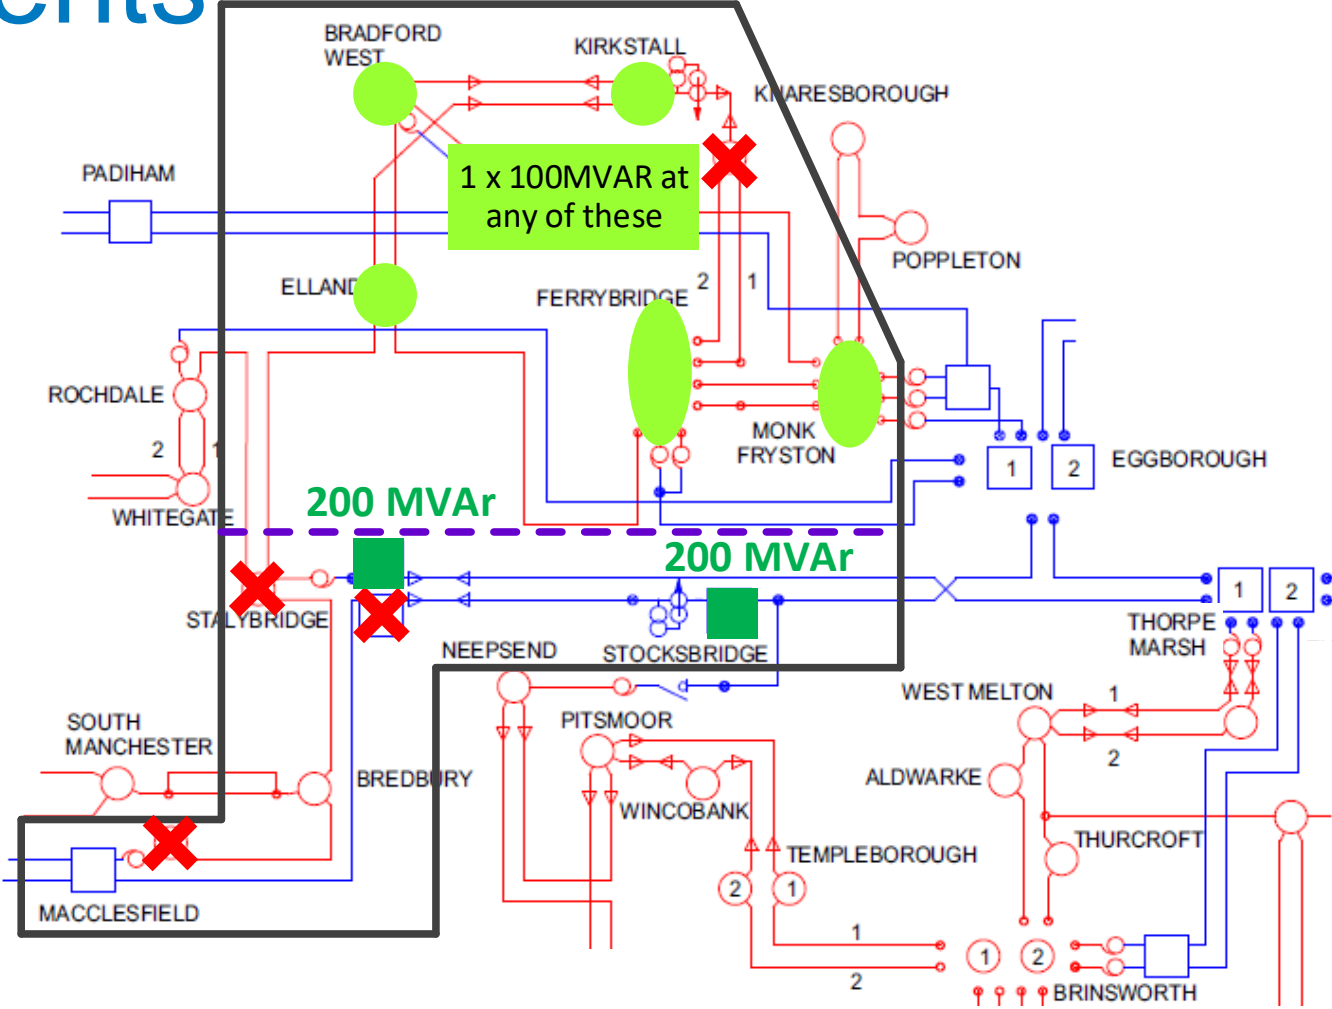 ents
BRADFORD
WEST
KIRKSTALL
KNARESBOROUGH
PADIHAM
1 x 100MVAR at
any of these
POPPLETON
ELLAND
FERRYBRIDGE
2
1
ROCHDALE
2
1
MONK
FRYSTON
1
2
EGGBOROUGH
WHITEGATE
200 MVAr
200 MVAr
STALYBRIDGE
1
2
THORPE
MARSH
NEEPSEND
STOCKSBRIDGE
WEST MELTON
1
2
SOUTH
MANCHESTER
PITSMOOR
BREDBURY
ALDWARKE
WINCOBANK
THURCROFT
TEMPLEBOROUGH
2
1
MACCLESFIELD
1
2
1
2
BRINSWORTH